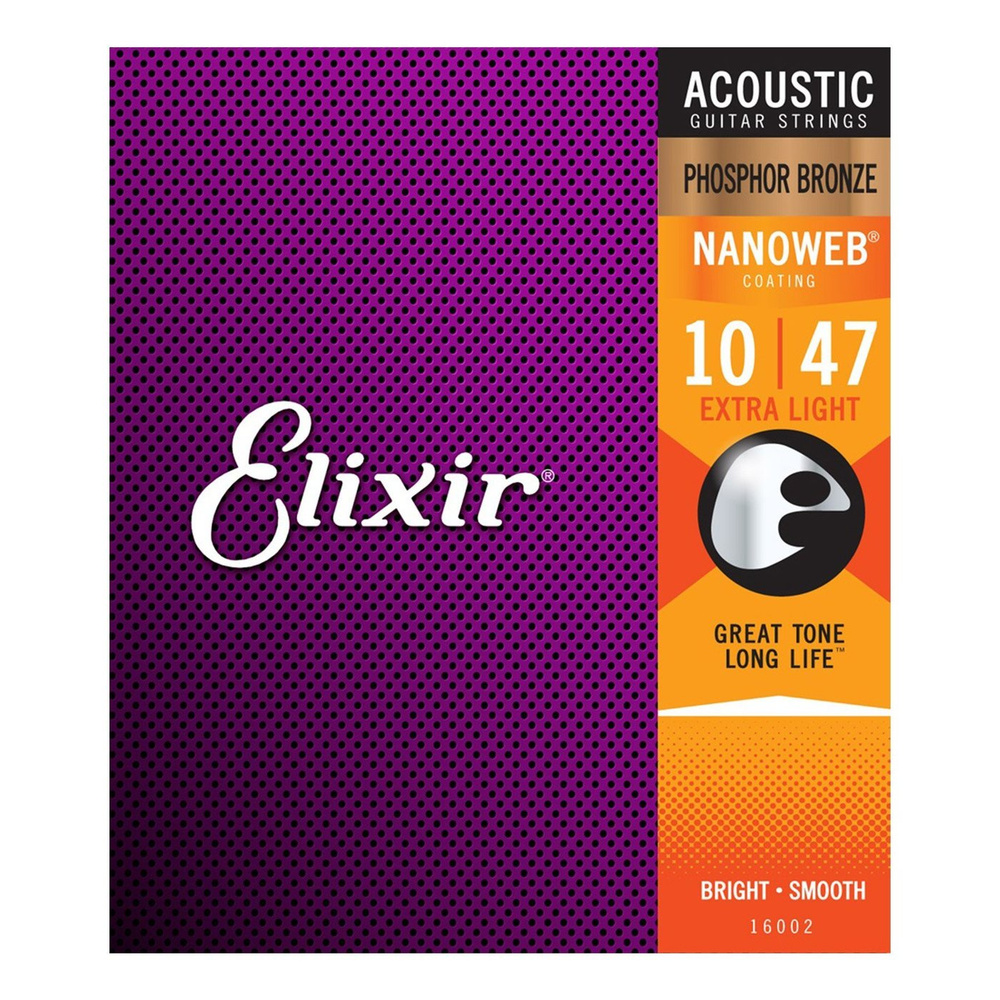 Elixir®
ACOUSTIC
GUITAR STRINGS
PHOSPHOR BRONZE
NANOWEB®
COATING
10 | 47
EXTRA LIGHT
GREAT TONE
LONG LIFE™
BRIGHT • SMOOTH
16002